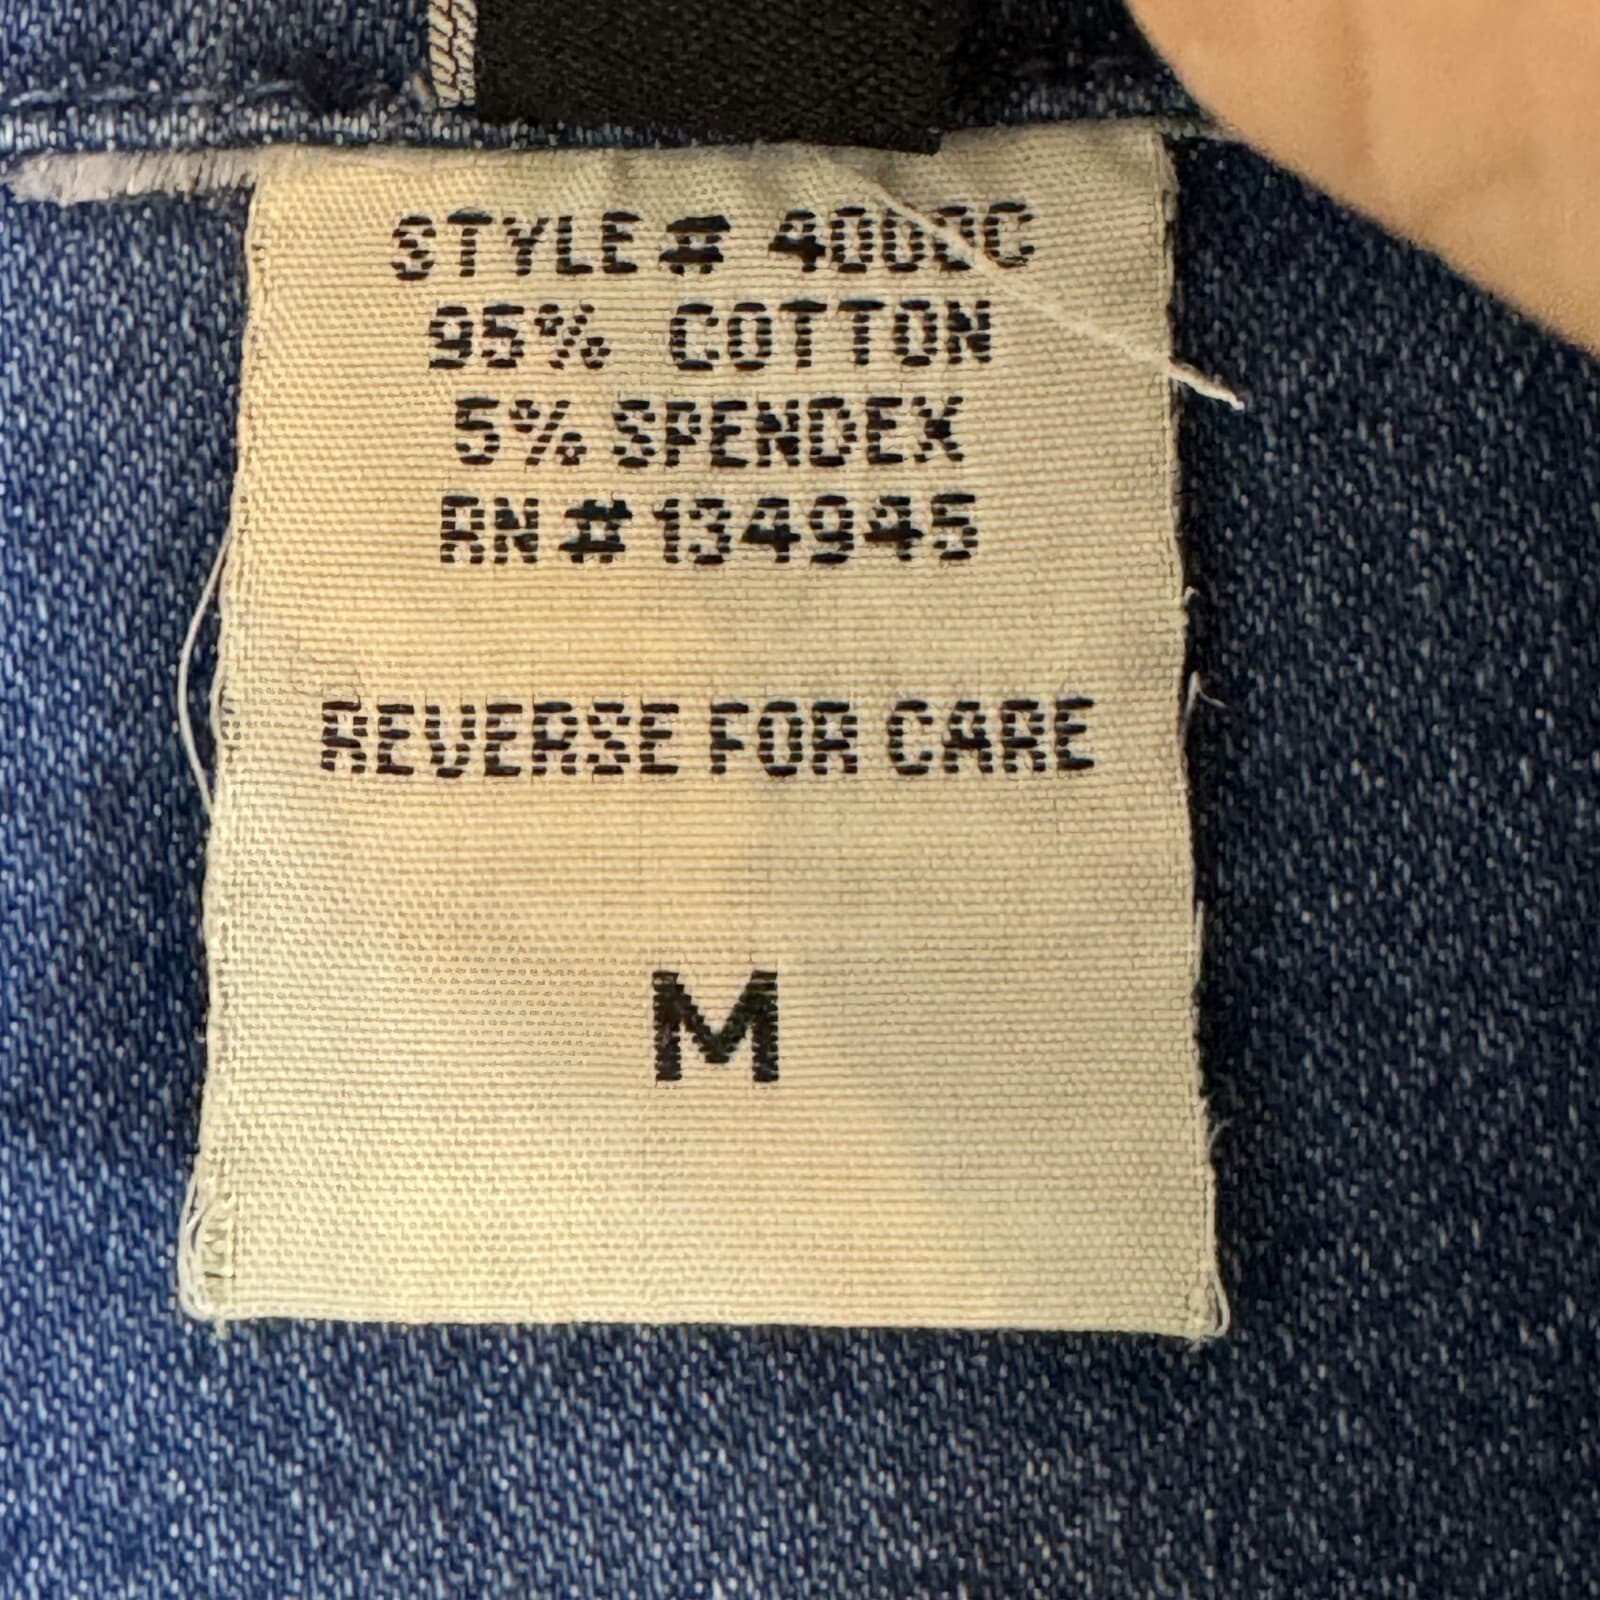 STYLE # 4000C
95% COTTON
5% SPENDEX
RN # 134945
REVERSE FOR CARE
M